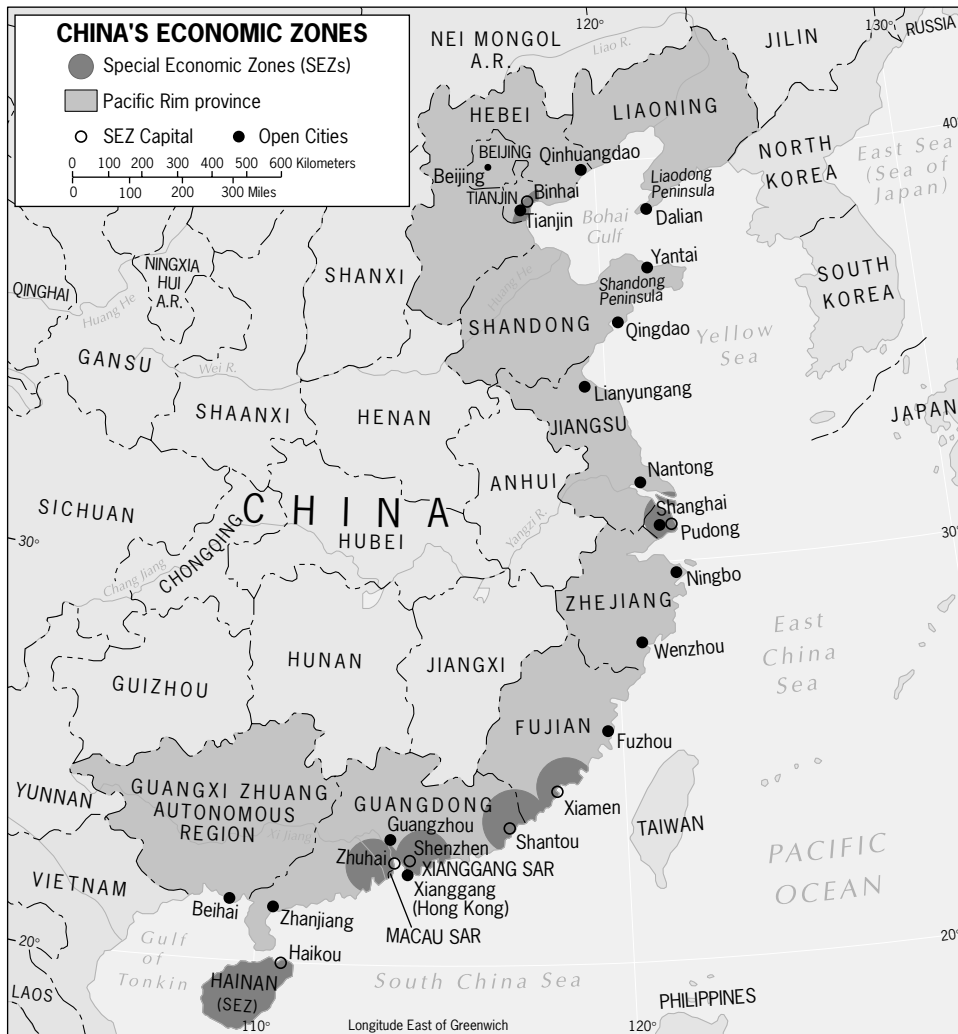 CHINA'S ECONOMIC ZONES
Special Economic Zones (SEZs)
Pacific Rim province
SEZ Capital
Open Cities
0 100 200 300 400 500 600 Kilometers
0 100 200 300 Miles
120°
130°
RUSSIA
NEI MONGOL
A.R.
Liao R.
JILIN
LIAONING
HEBEI
40°
BEIJING
Beijing
Qinhuangdao
NORTH
KOREA
East Sea
(Sea of
Japan)
TIANJIN
Binhai
Tianjin
Liaodong
Peninsula
Bohai
Gulf
Dalian
Yantai
NINGXIA
HUI
A.R.
SHANXI
QINGHAI
Huang He
Huang He
Shandong
Peninsula
SOUTH
KOREA
SHANDONG
Qingdao
Yellow
Sea
GANSU
Wei R.
Lianyungang
SHAANXI
HENAN
JIANGSU
JAPAN
ANHUI
Nantong
SICHUAN
CHINA
Shanghai
Pudong
30°
30°
HUBEI
Yangzi R.
CHONGQING
Chang Jiang
Ningbo
ZHEJIANG
East
China
Sea
Wenzhou
HUNAN
JIANGXI
GUIZHOU
FUJIAN
Fuzhou
YUNNAN
GUANGXI ZHUANG
AUTONOMOUS
REGION
Xi Jiang
GUANGDONG
Guangzhou
Xiamen
TAIWAN
Shantou
Shenzhen
Zhuhai
XIANGGANG SAR
Xianggang
(Hong Kong)
MACAU SAR
PACIFIC
OCEAN
VIETNAM
Beihai
Zhanjiang
20°
20°
Gulf
of
Tonkin
Haikou
HAINAN
(SEZ)
South China Sea
LAOS
PHILIPPINES
110°
Longitude East of Greenwich
120°